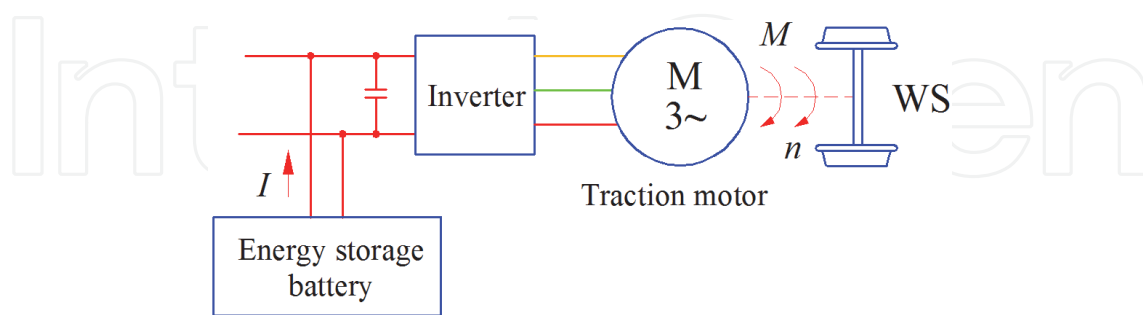 M
Inverter
M
3~
WS
n
I
Traction motor
Energy storage
battery